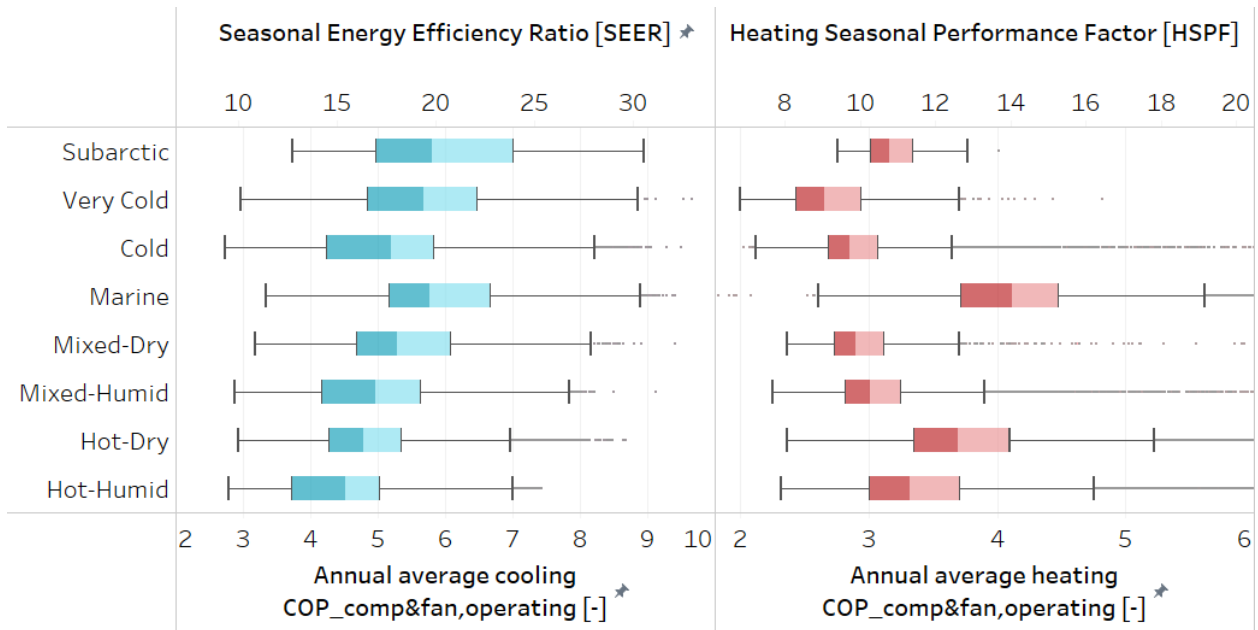 Seasonal Energy Efficiency Ratio [SEER] Heating Seasonal Performance Factor [HSPF]
10 15 20 25 30 8 10 12 14 16 18 20
Subarctic
Very Cold
Cold
Marine
Mixed-Dry
Mixed-Humid
Hot-Dry
Hot-Humid
2 3 4 5 6 7 8 9 10 2 3 4 5 6
Annual average cooling Annual average heating
COP_comp&fan,operating [-] COP_comp&fan,operating [-]